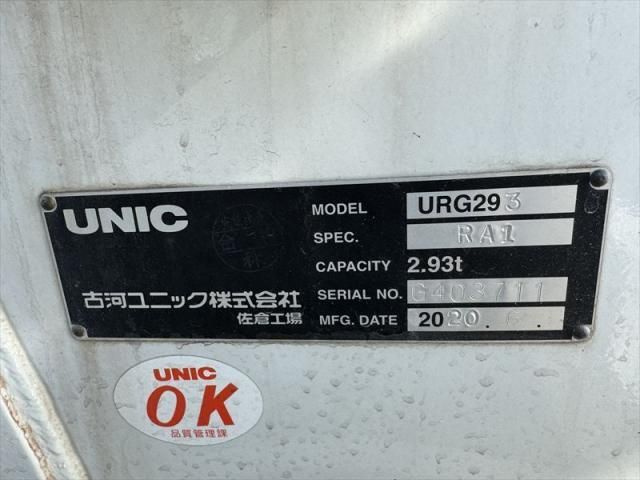 UNIC
MODEL URG293
SPEC. RA1
CAPACITY 2.93t
SERIAL NO. G403711
MFG. DATE 2020. 6
古河ユニック株式会社
佐倉工場
UNIC
OK
品質管理課